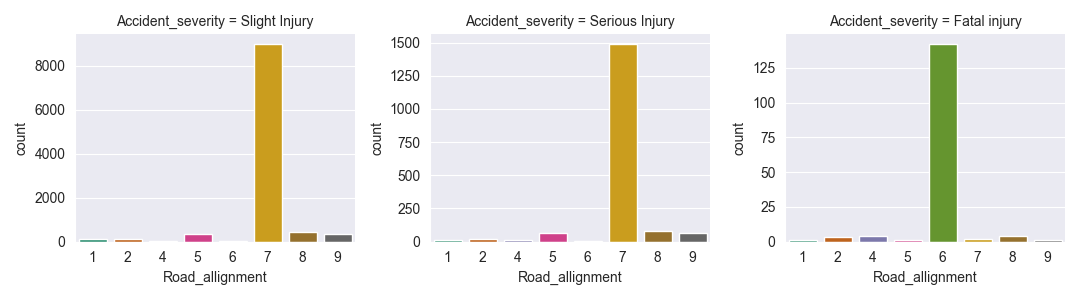 Accident_severity = Slight Injury
count
8000
6000
4000
2000
0
1 2 4 5 6 7 8 9
Road_allignment
Accident_severity = Serious Injury
count
1500
1250
1000
750
500
250
0
1 2 4 5 6 7 8 9
Road_allignment
Accident_severity = Fatal injury
count
125
100
75
50
25
0
1 2 4 5 6 7 8 9
Road_allignment